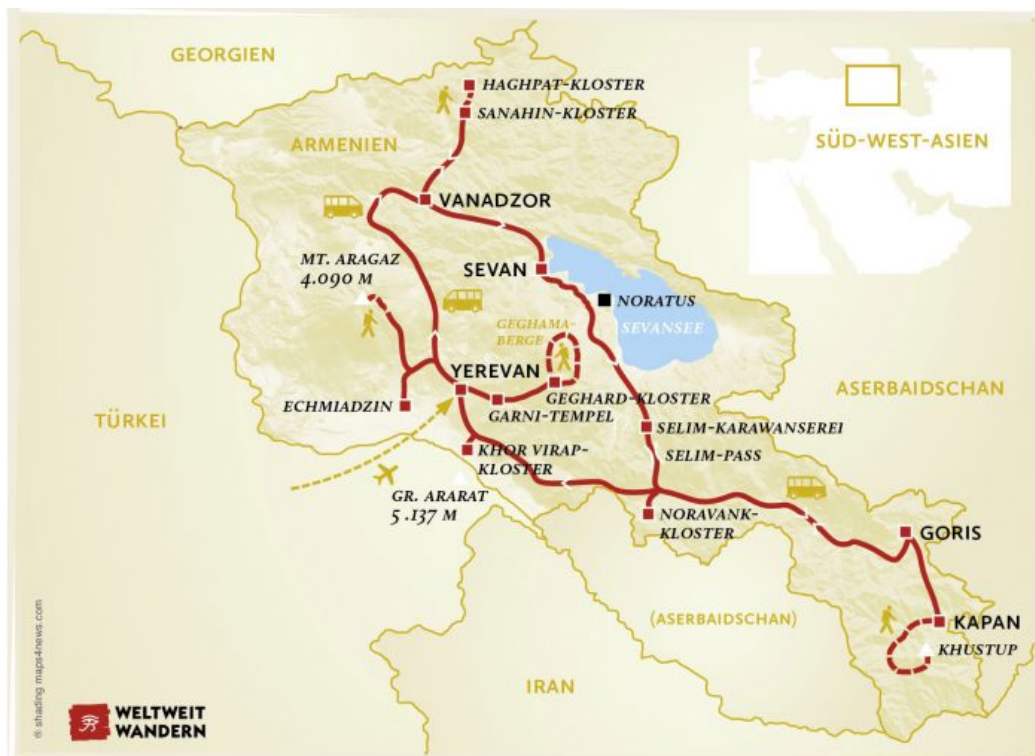 GEORGIEN
HAGHPAT-KLOSTER
SANAHIN-KLOSTER
ARMENIEN
SÜD-WEST-ASIEN
VANADZOR
MT. ARAGAZ
4.090 M
SEVAN
NORATUS
SEVANSEE
GEGHAMA-
BERGE
YEREVAN
ASERBAIDSCHAN
GEGHARD-KLOSTER
TÜRKEI
ECHMIADZIN
GARNI-TEMPEL
SELIM-KARAWANSEREI
KHOR VIRAP-
KLOSTER
SELIM-PASS
GR. ARARAT
5.137 M
NORAVANK-
KLOSTER
GORIS
(ASERBAIDSCHAN)
KAPAN
KHUSTUP
IRAN
® shading maps4news.com
WELTWEIT
WANDERN